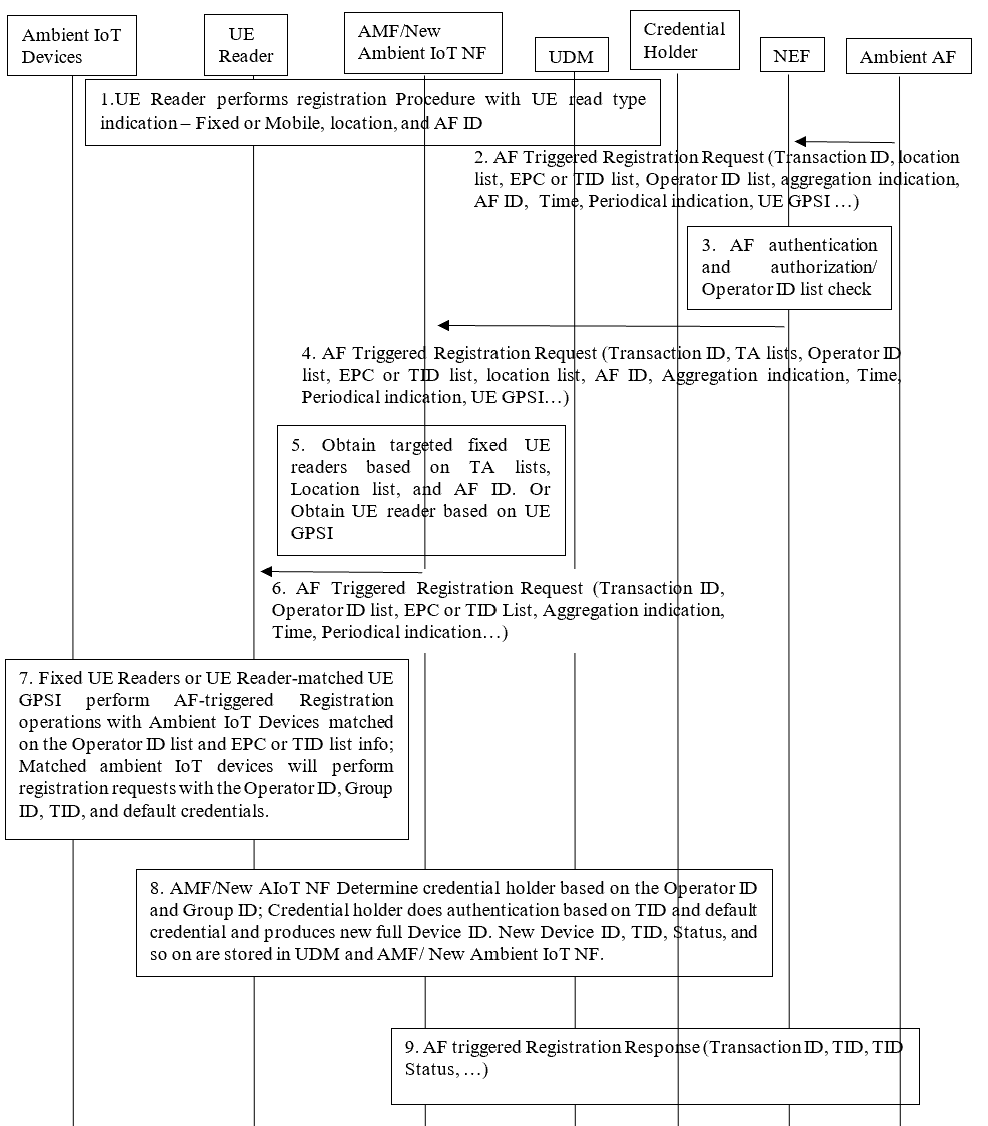 Ambient IoT
Devices
UE
Reader
AMF/New
Ambient IoT NF
UDM
Credential
Holder
NEF
Ambient AF
1.UE Reader performs registration Procedure with UE read type
indication – Fixed or Mobile, location, and AF ID
2. AF Triggered Registration Request (Transaction ID, location
list, EPC or TID list, Operator ID list, aggregation indication,
AF ID, Time, Periodical indication, UE GPSI …)
3. AF authentication
and authorization/
Operator ID list check
4. AF Triggered Registration Request (Transaction ID, TA lists, Operator ID
list, EPC or TID list, location list, AF ID, Aggregation indication, Time,
Periodical indication, UE GPSI…)
5. Obtain targeted fixed UE
readers based on TA lists,
Location list, and AF ID. Or
Obtain UE reader based on UE
GPSI
6. AF Triggered Registration Request (Transaction ID,
Operator ID list, EPC or TID List, Aggregation indication,
Time, Periodical indication…)
7. Fixed UE Readers or UE Reader-matched UE
GPSI perform AF-triggered Registration
operations with Ambient IoT Devices matched
on the Operator ID list and EPC or TID list info;
Matched ambient IoT devices will perform
registration requests with the Operator ID, Group
ID, TID, and default credentials.
8. AMF/New AIoT NF Determine credential holder based on the Operator ID
and Group ID; Credential holder does authentication based on TID and default
credential and produces new full Device ID. New Device ID, TID, Status, and
so on are stored in UDM and AMF/ New Ambient IoT NF.
9. AF triggered Registration Response (Transaction ID, TID, TID
Status, …)